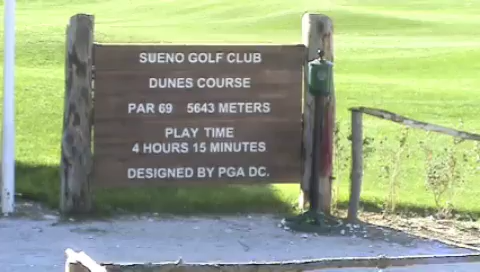 SUENO GOLF CLUB
DUNES COURSE
PAR 69 5643 METERS
PLAY TIME
4 HOURS 15 MINUTES
DESIGNED BY PGA DC.